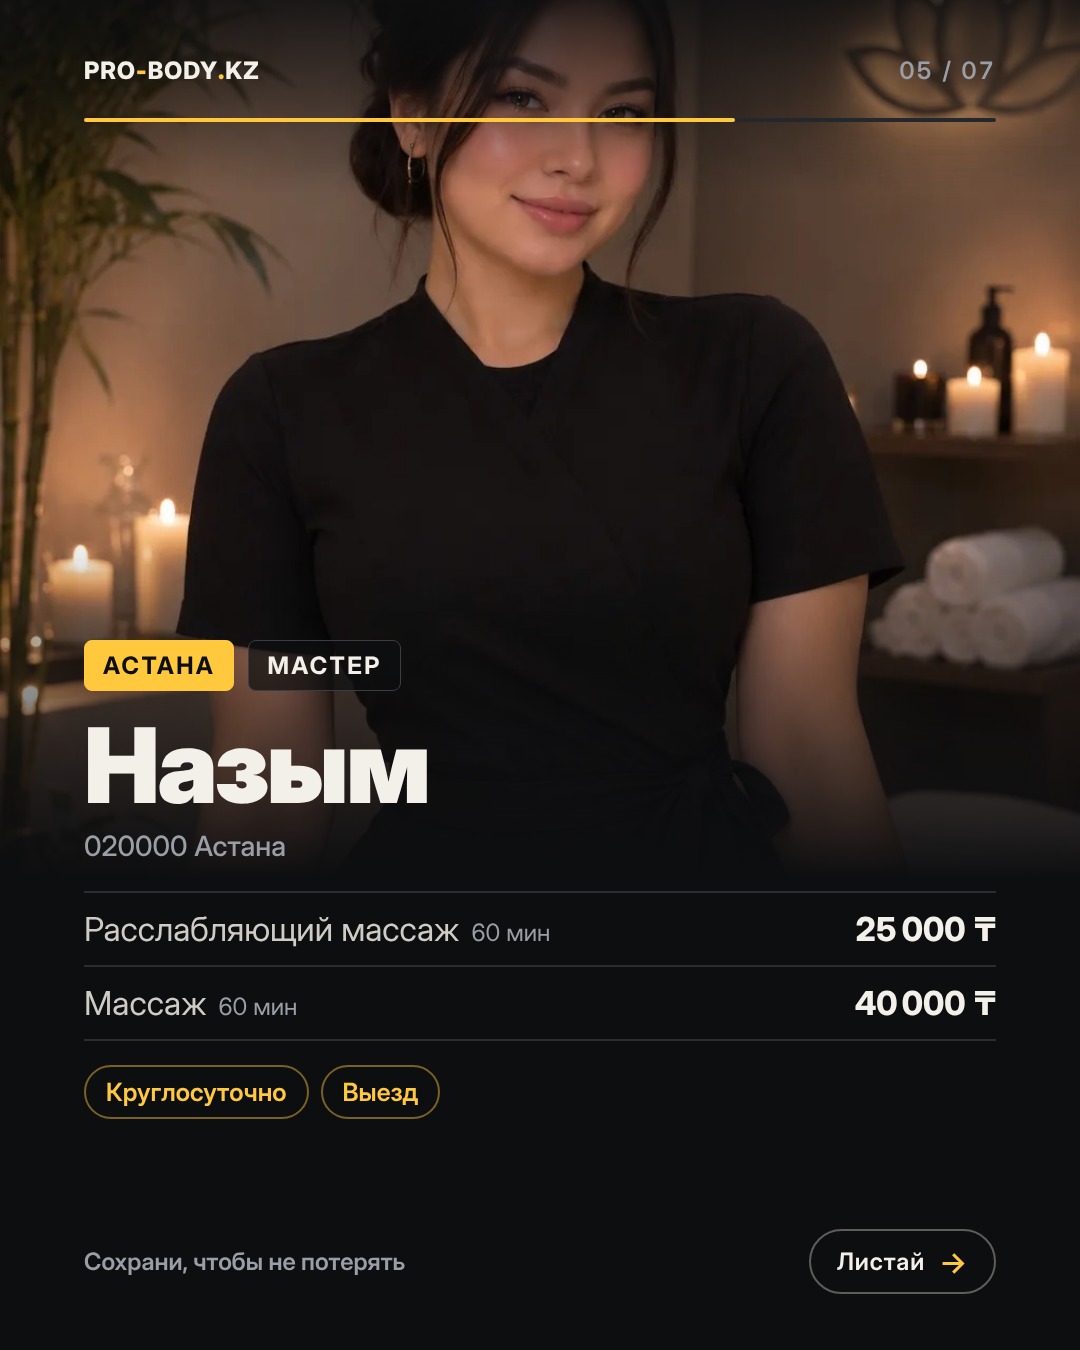 PRO-BODY.KZ
05 / 07
АСТАНА
МАСТЕР
Назым
020000 Астана
Расслабляющий массаж 60 мин 25 000 ₸
Массаж 60 мин 40 000 ₸
Круглосуточно
Выезд
Сохрани, чтобы не потерять
Листай →